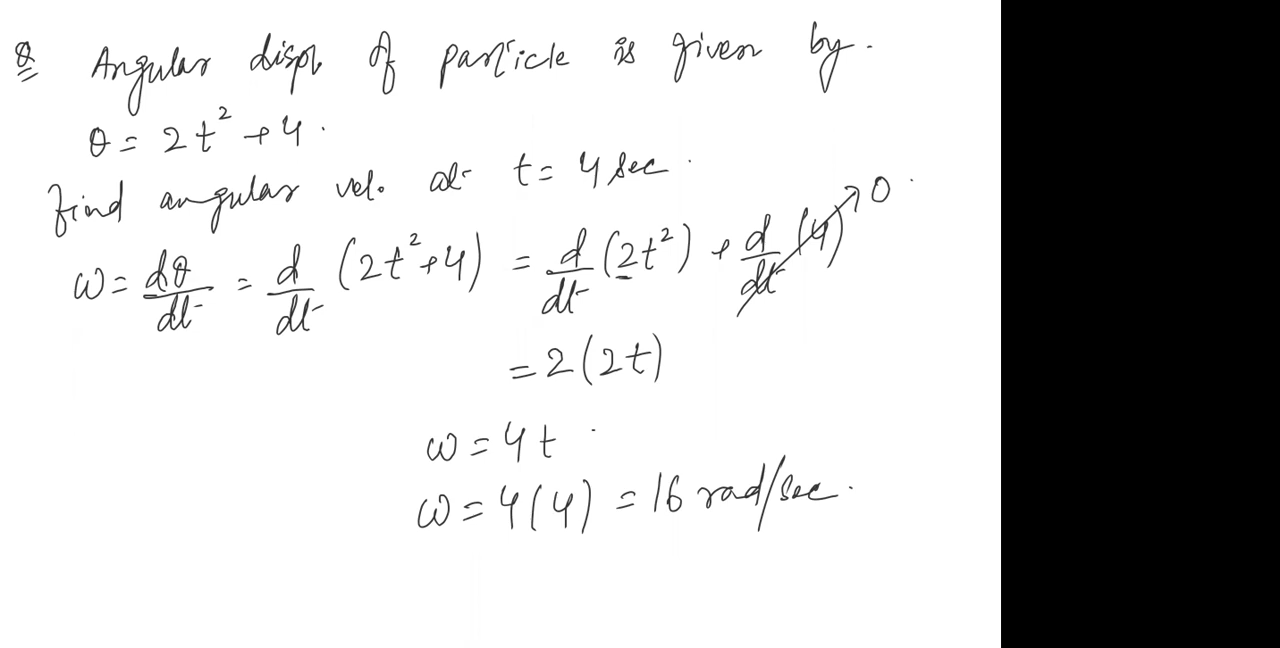 Q Angular displ. of particle is given by.
θ = 2t² + 4.
find angular vel. at t = 4 sec.
ω = dθ/dt = d/dt (2t² + 4) = d/dt (2t²) + d/dt (4) → 0.
= 2(2t)
ω = 4t
ω = 4(4) = 16 rad/sec.